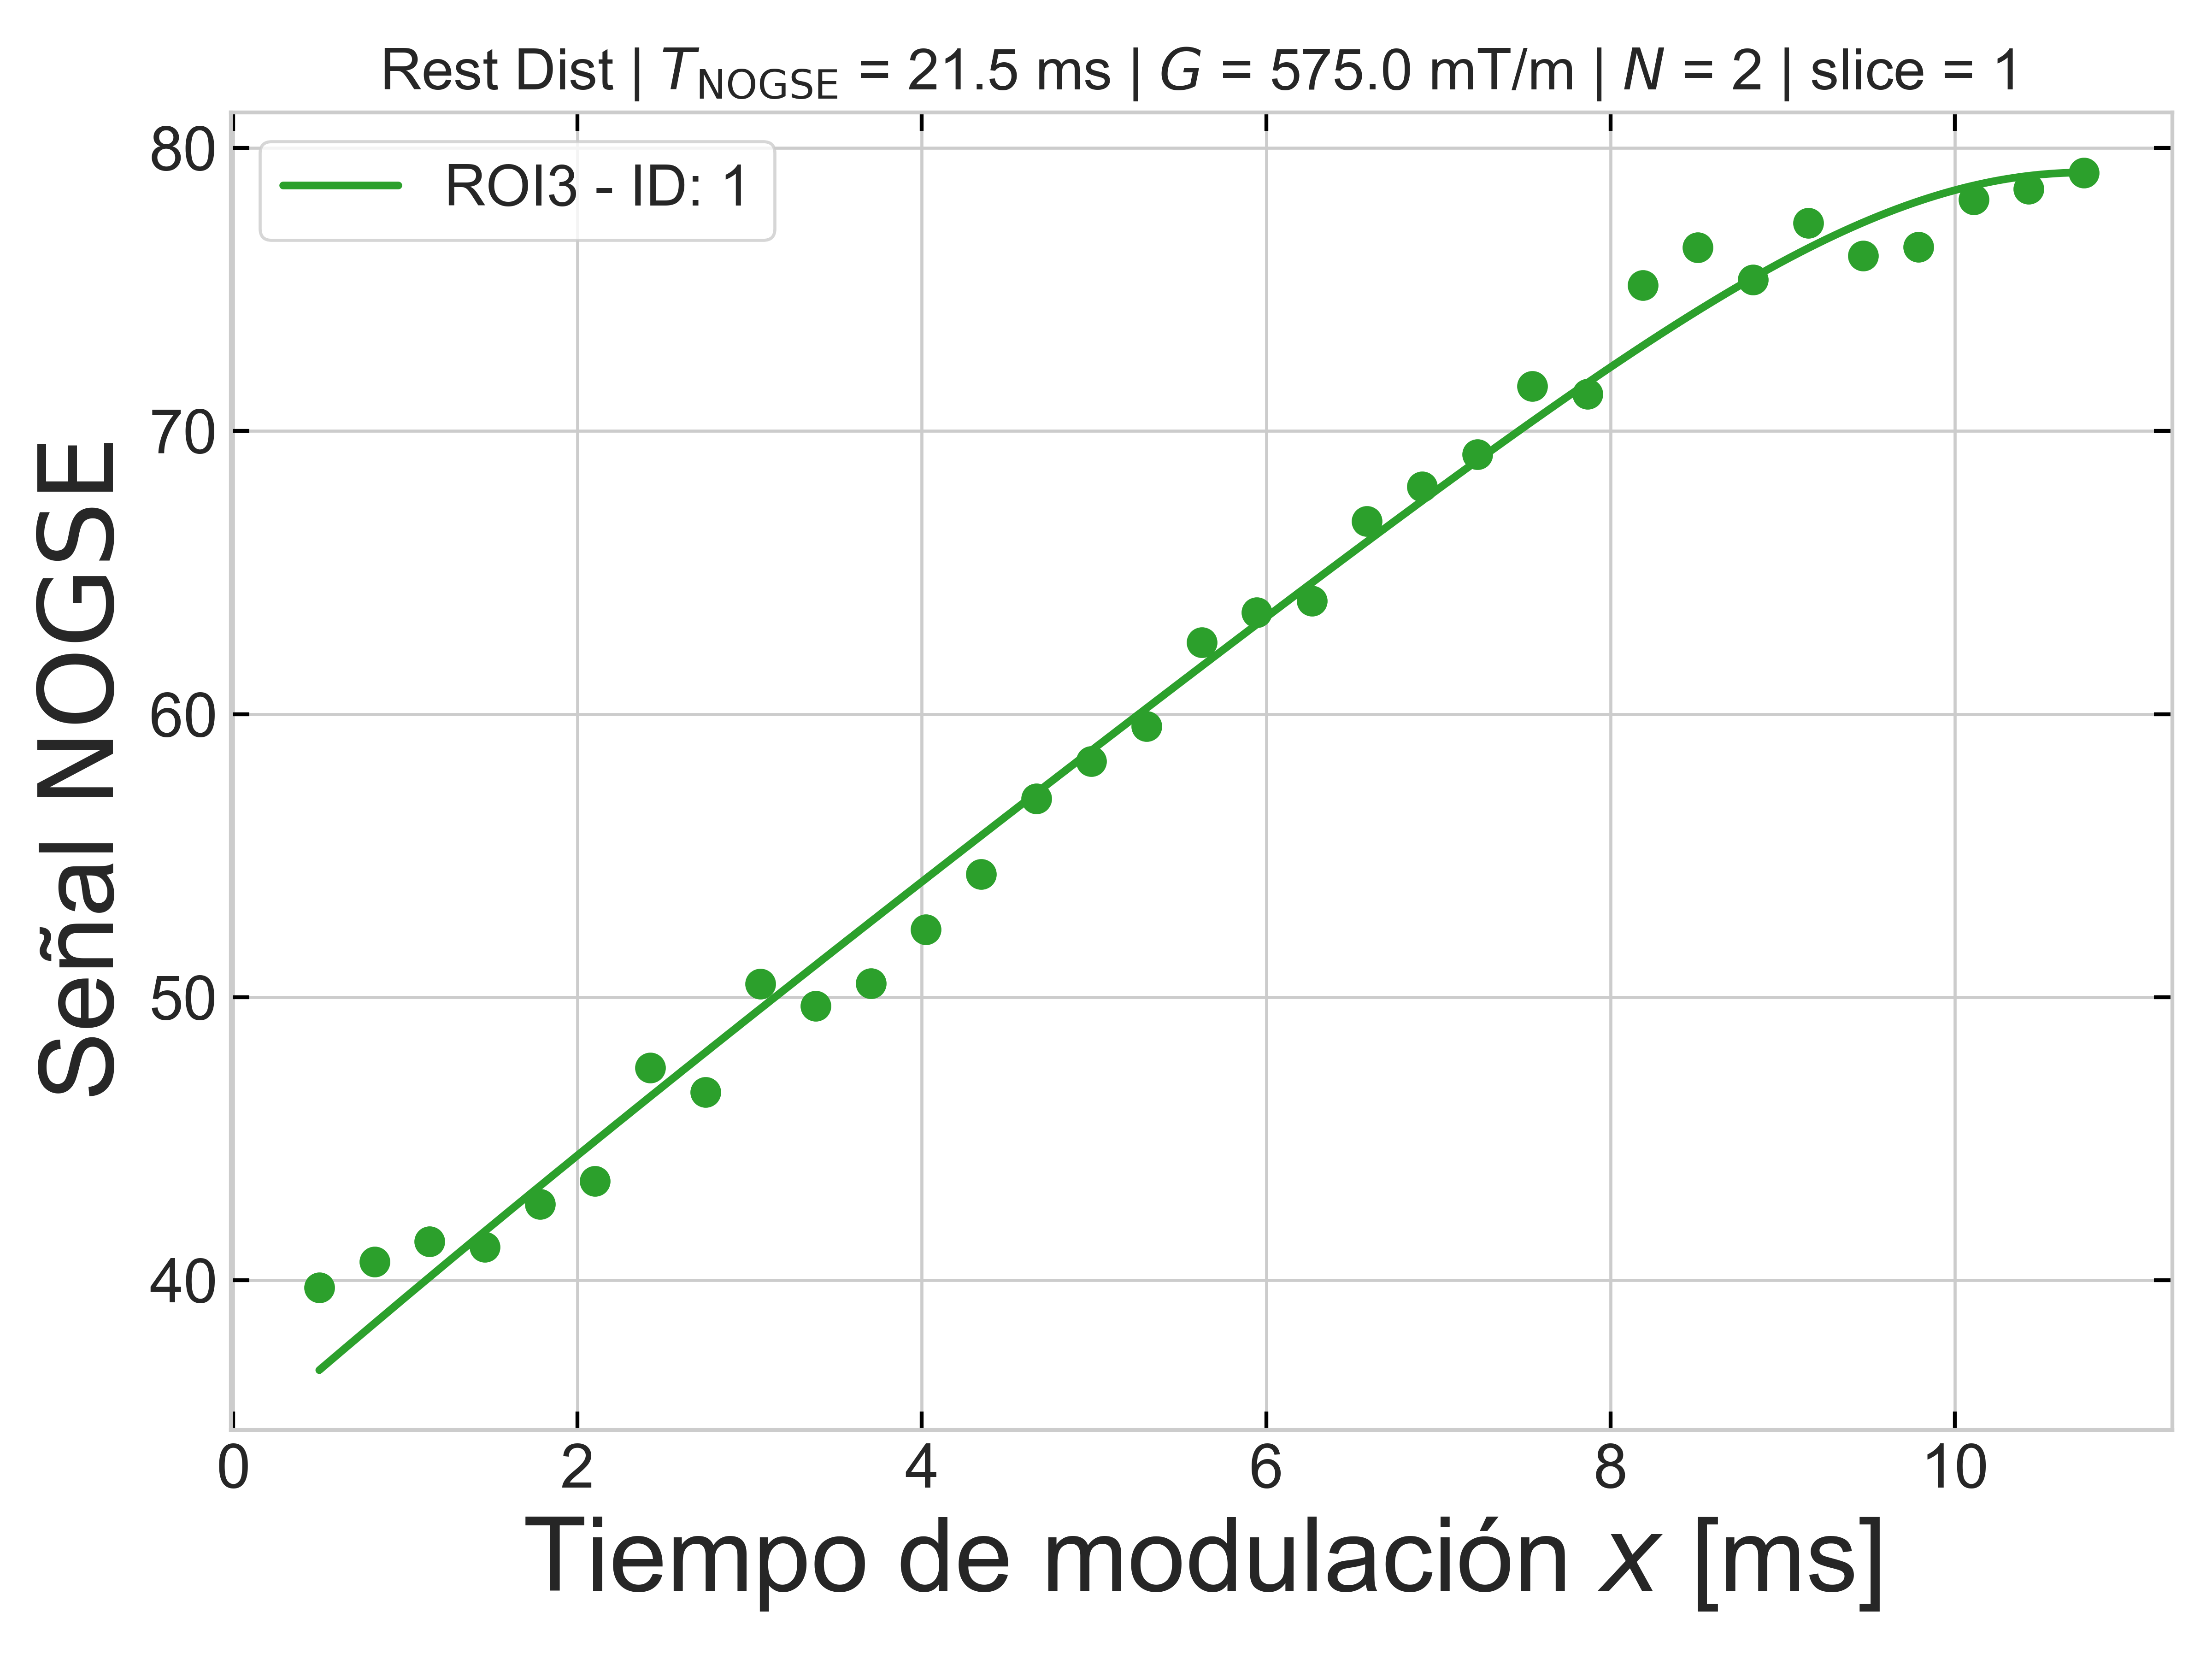 Rest Dist | T_NOGSE = 21.5 ms | G = 575.0 mT/m | N = 2 | slice = 1
ROI3 - ID: 1
Señal NOGSE
80
70
60
50
40
0 2 4 6 8 10
Tiempo de modulación x [ms]